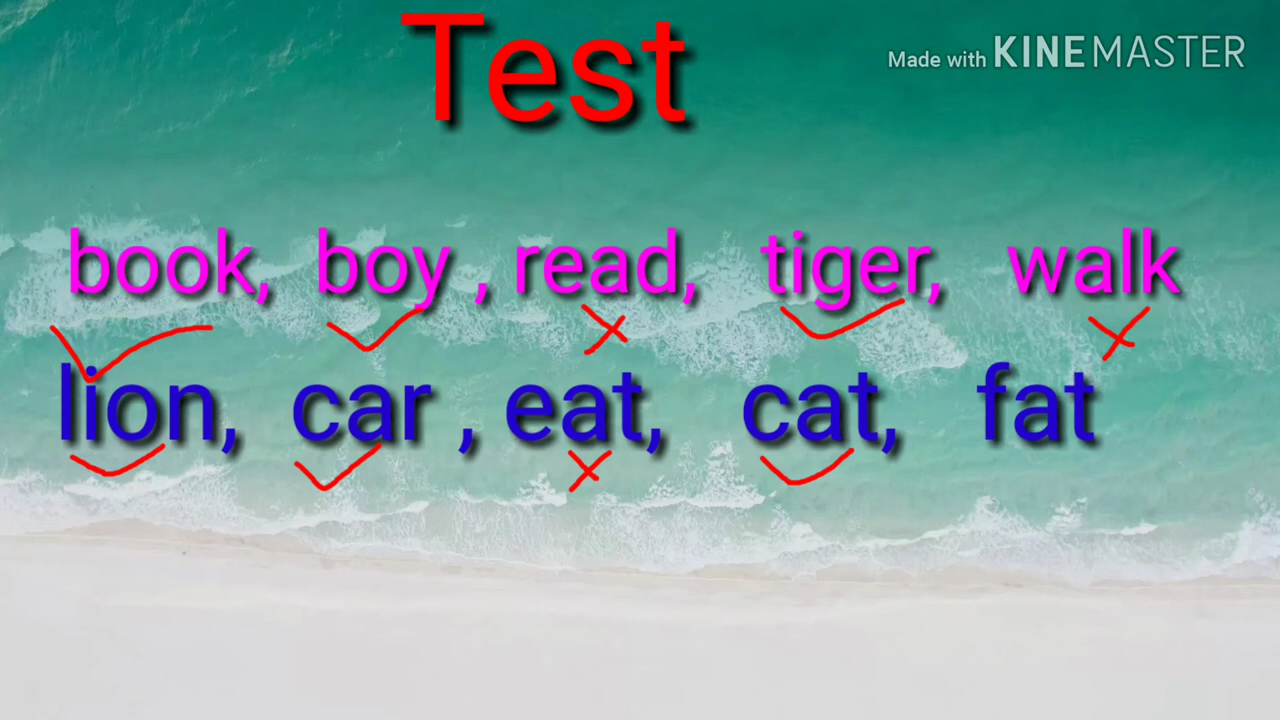 Test
Made with KINEMASTER
book, boy , read, tiger, walk
lion, car , eat, cat, fat